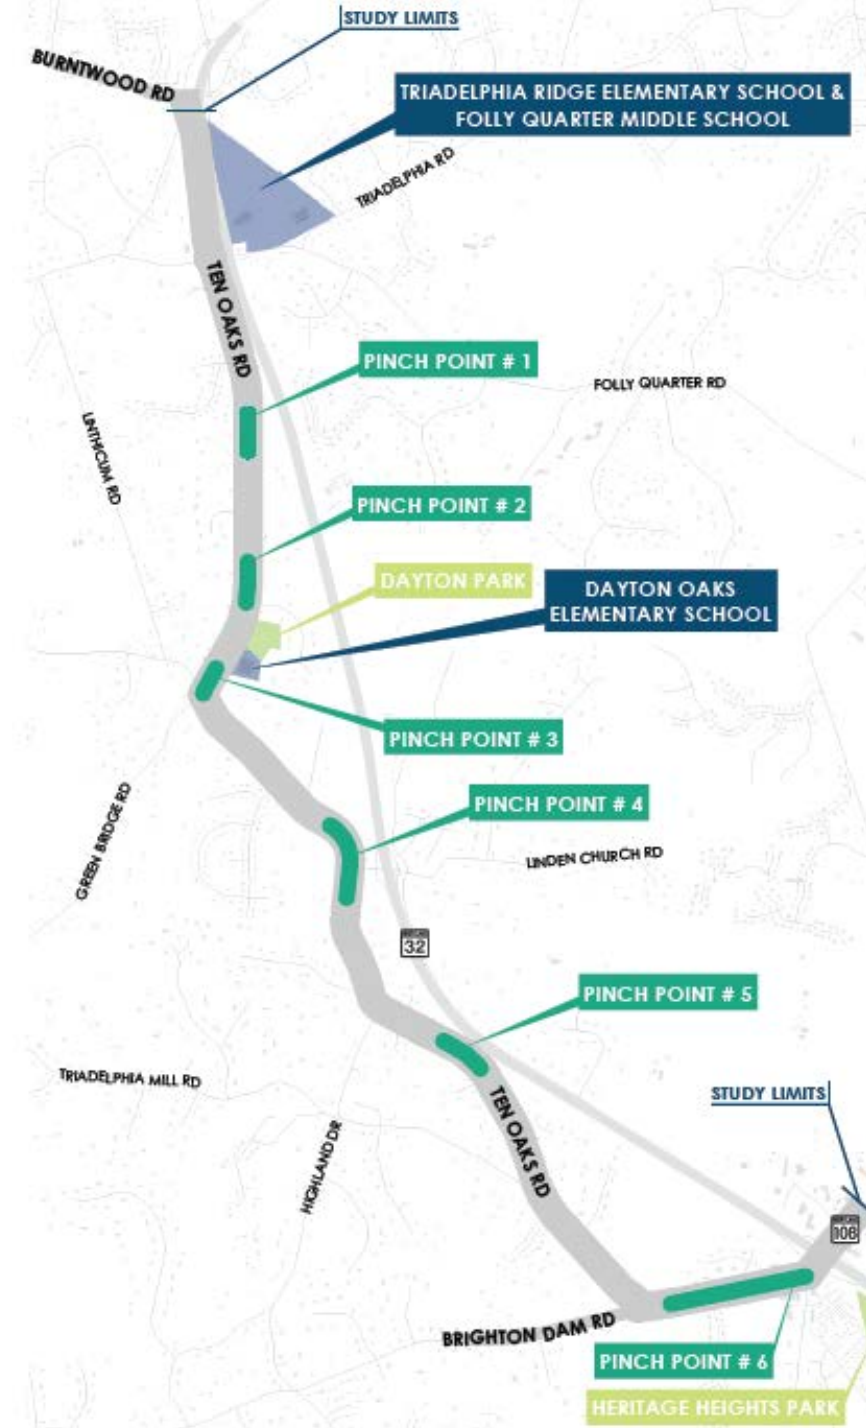 STUDY LIMITS
BURNTWOOD RD
TRIADELPHIA RIDGE ELEMENTARY SCHOOL &
FOLLY QUARTER MIDDLE SCHOOL
TRIADELPHIA RD
TEN OAKS RD
PINCH POINT # 1
FOLLY QUARTER RD
LINTHICUM RD
PINCH POINT # 2
DAYTON PARK
DAYTON OAKS
ELEMENTARY SCHOOL
PINCH POINT # 3
PINCH POINT # 4
GREEN BRIDGE RD
LINDEN CHURCH RD
32
PINCH POINT # 5
TRIADELPHIA MILL RD
STUDY LIMITS
TEN OAKS RD
HIGHLAND DR
108
BRIGHTON DAM RD
PINCH POINT # 6
HERITAGE HEIGHTS PARK